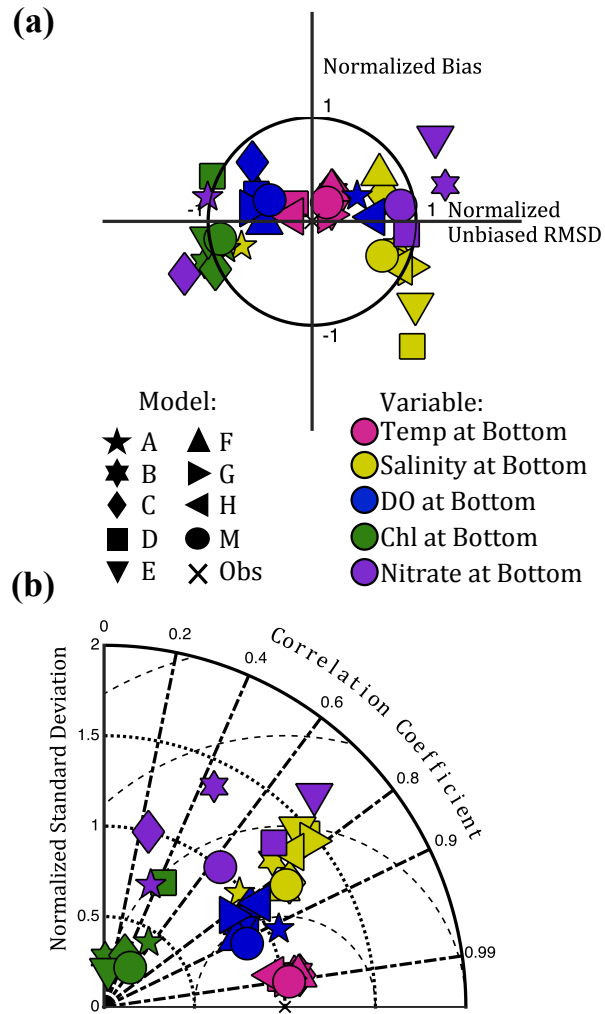 (a)
Normalized Bias
1
-1
1
Normalized
Unbiased RMSD
-1
Model:
A
B
C
D
E
F
G
H
M
Obs
Variable:
Temp at Bottom
Salinity at Bottom
DO at Bottom
Chl at Bottom
Nitrate at Bottom
(b)
Normalized Standard Deviation
2
1.5
1
0.5
0
Correlation Coefficient
0
0.2
0.4
0.6
0.8
0.9
0.99